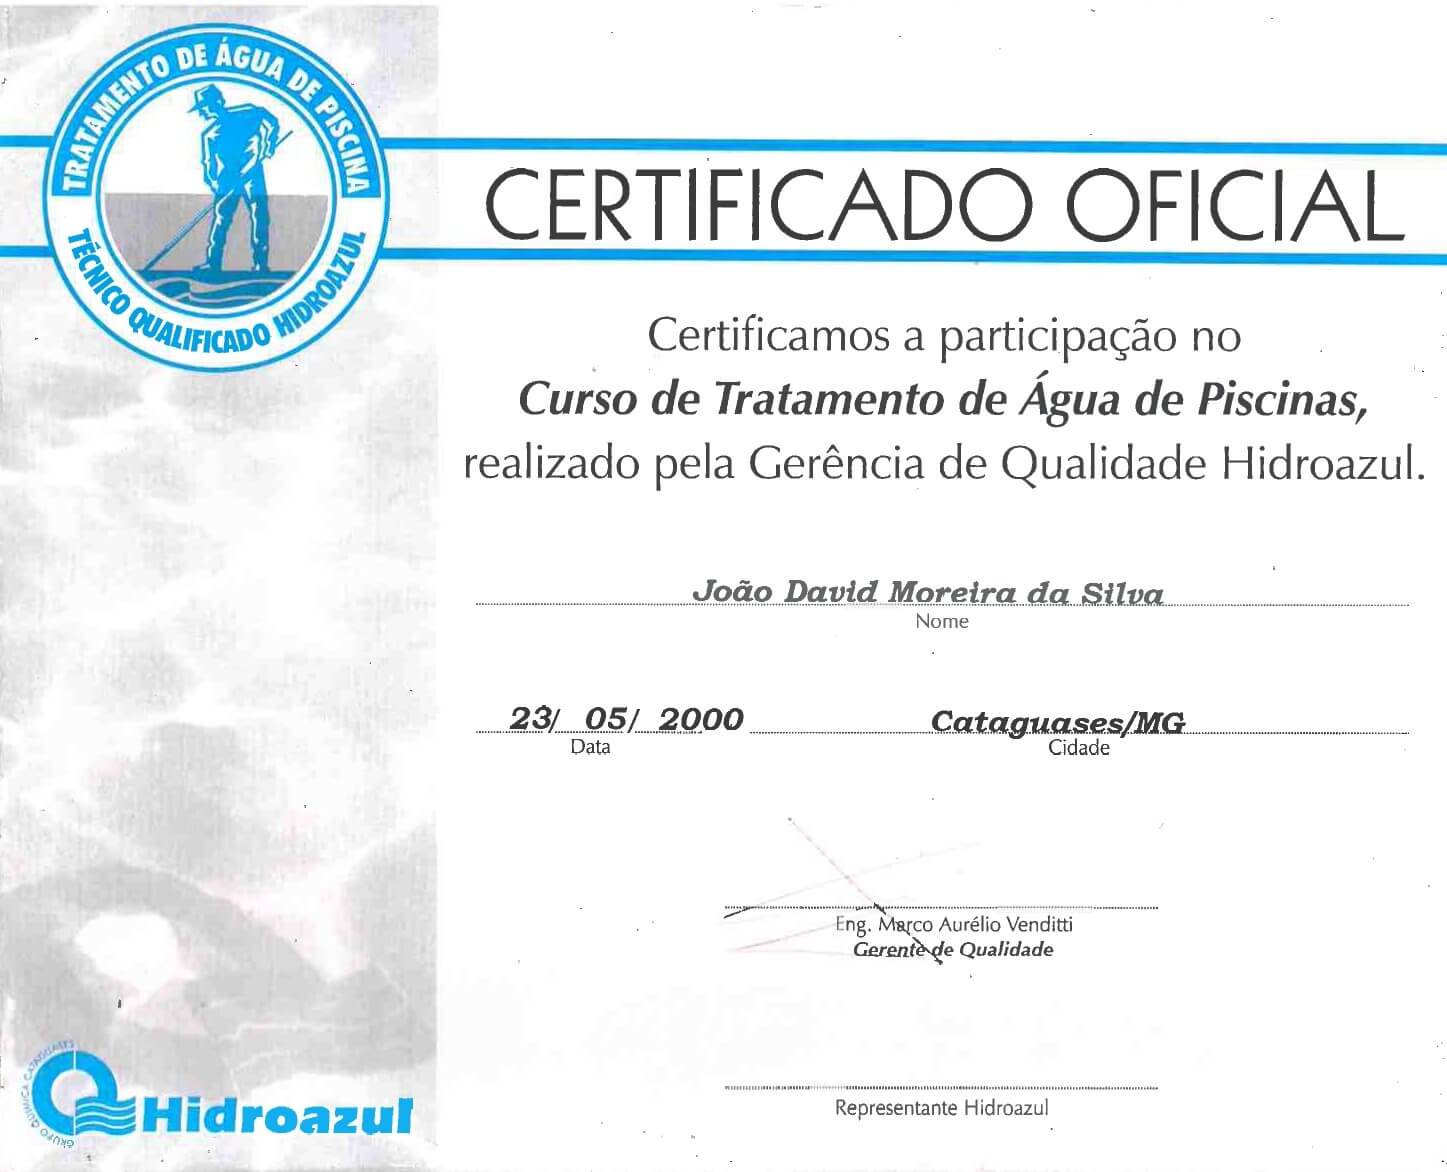 TRATAMENTO DE ÁGUA DE PISCINA
TÉCNICO QUALIFICADO HIDROAZUL
CERTIFICADO OFICIAL
Certificamos a participação no
Curso de Tratamento de Água de Piscinas,
realizado pela Gerência de Qualidade Hidroazul.
João David Moreira da Silva
Nome
23/ 05/ 2000 Cataguases/MG
Data Cidade
Eng. Marco Aurélio Venditti
Gerente de Qualidade
Representante Hidroazul
GRUPO QUÍMICA CATAGUASES
Hidroazul